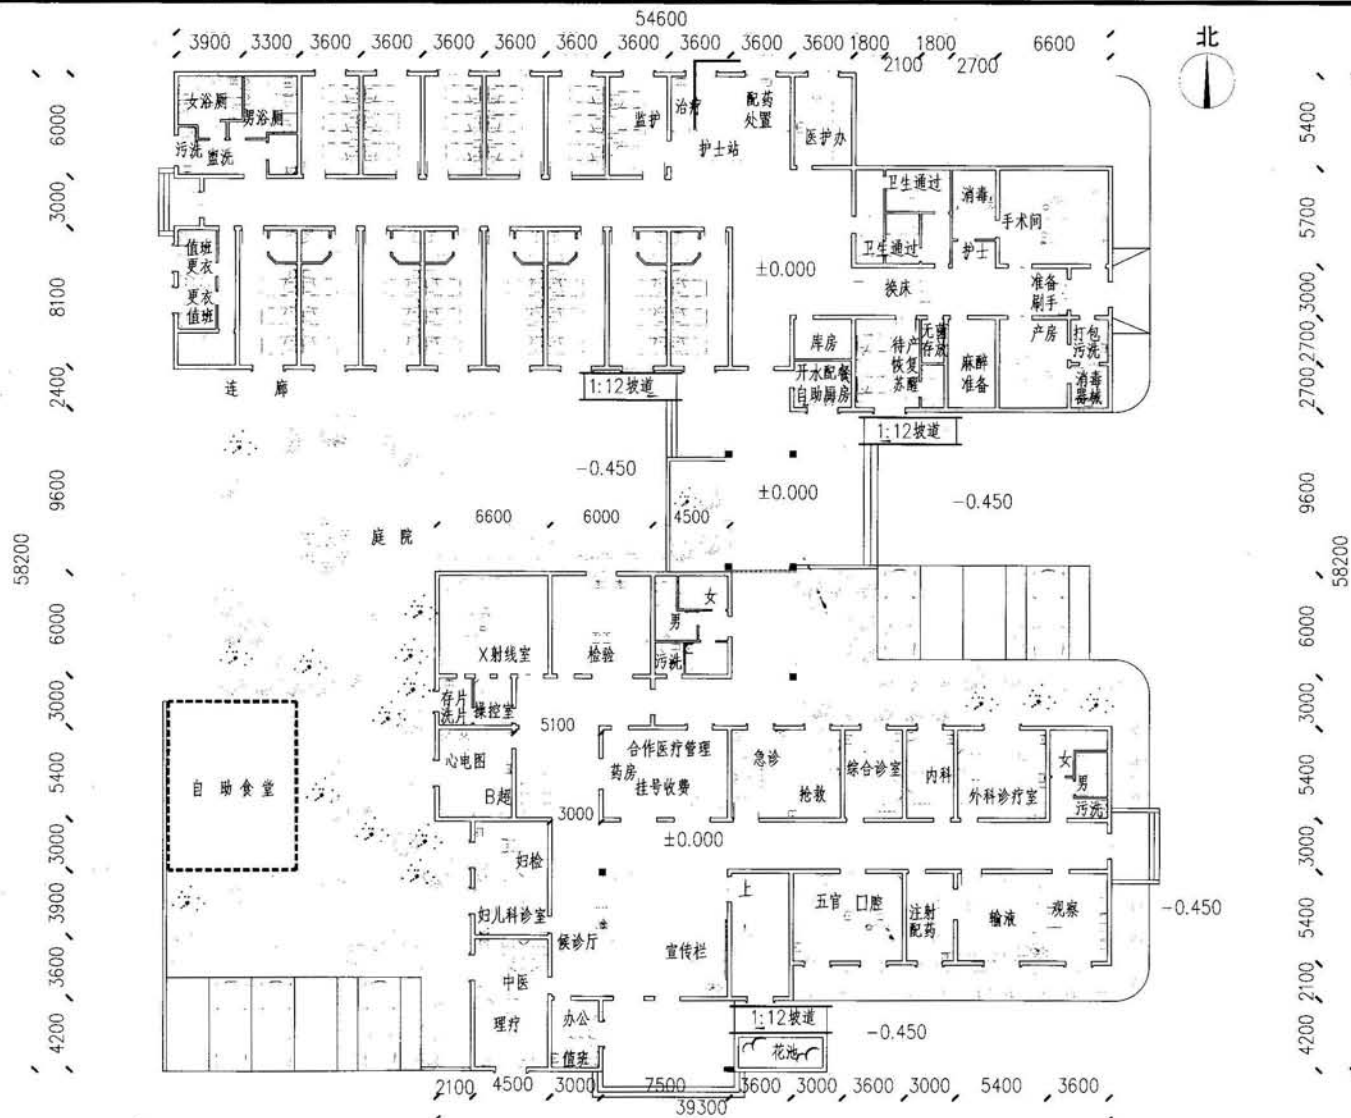 54600
3900 3300 3600 3600 3600 3600 3600 3600 3600 3600 3600 1800 1800 6600
2100 2700
北
6000
3000
8100
2400
9600
58200
6000
3000
5400
3000
3900
3600
4200
5400
5700
3000
2700
2700
9600
58200
6000
3000
5400
3000
5400
2100
4200
女浴厕
男浴厕
污洗
盥洗
监护
治疗
配药
处置
护士站
医护办
卫生通过
消毒
手术间
卫生通过
护士
值班
更衣
更衣
值班
±0.000
换床
准备
刷手
库房
待产
恢复
苏醒
无菌
存放
麻醉
准备
产房
打包
污洗
消毒
器械
开水配餐
自助厨房
连 廊
1:12坡道
1:12坡道
-0.450
±0.000
-0.450
庭 院
6600 6000 4500
X射线室
检验
男
女
污洗
存片
洗片
操控室
5100
心电图
B超
合作医疗管理
药房
挂号收费
急诊
抢救
综合诊室
内科
外科诊疗室
女
男
污洗
自 助 食 堂
3000
±0.000
妇检
妇儿科诊室
候诊厅
宣传栏
上
五官 口腔
注射
配药
输液
观察
-0.450
中医
理疗
办公
值班
1:12坡道
花池
-0.450
2100 4500 3000 7500 3600 3000 3600 3000 5400 3600
39300